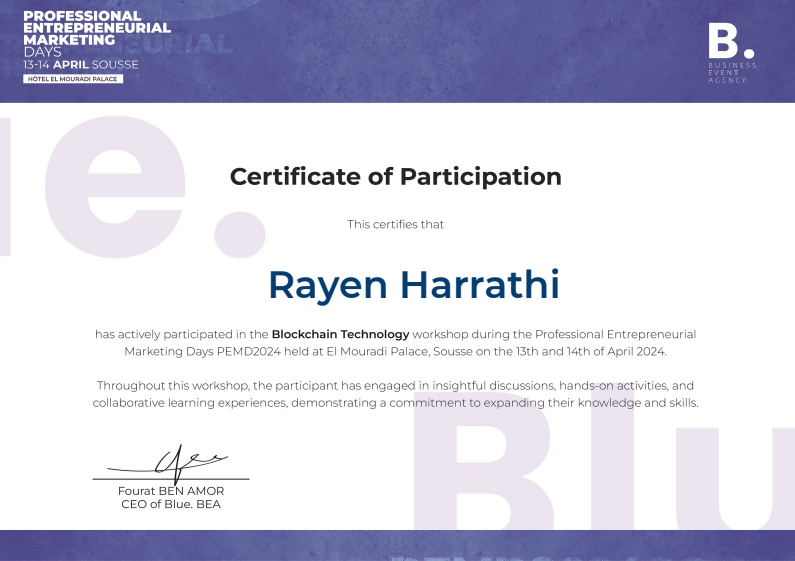 PROFESSIONAL
ENTREPRENEURIAL
MARKETING
DAYS
13-14 APRIL SOUSSE
HÔTEL EL MOURADI PALACE
B.
BUSINESS
EVENT
AGENCY
ue.
Certificate of Participation
This certifies that
Rayen Harrathi
has actively participated in the Blockchain Technology workshop during the Professional Entrepreneurial
Marketing Days PEMD2024 held at El Mouradi Palace, Sousse on the 13th and 14th of April 2024.
Throughout this workshop, the participant has engaged in insightful discussions, hands-on activities, and
collaborative learning experiences, demonstrating a commitment to expanding their knowledge and skills.
Blu
Fourat BEN AMOR
CEO of Blue. BEA